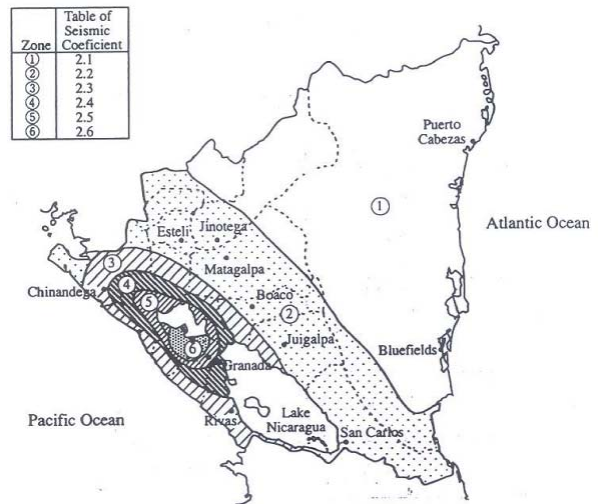 Table of
Seismic
Zone Coeficient
① 2.1
② 2.2
③ 2.3
④ 2.4
⑤ 2.5
⑥ 2.6
Puerto
Cabezas
①
Atlantic Ocean
Esteli Jinotega
Matagalpa
③
Chinandega
④
⑤
Boaco
②
Juigalpa
Bluefields
⑥
Granada
Pacific Ocean
Rivas
Lake
Nicaragua
San Carlos